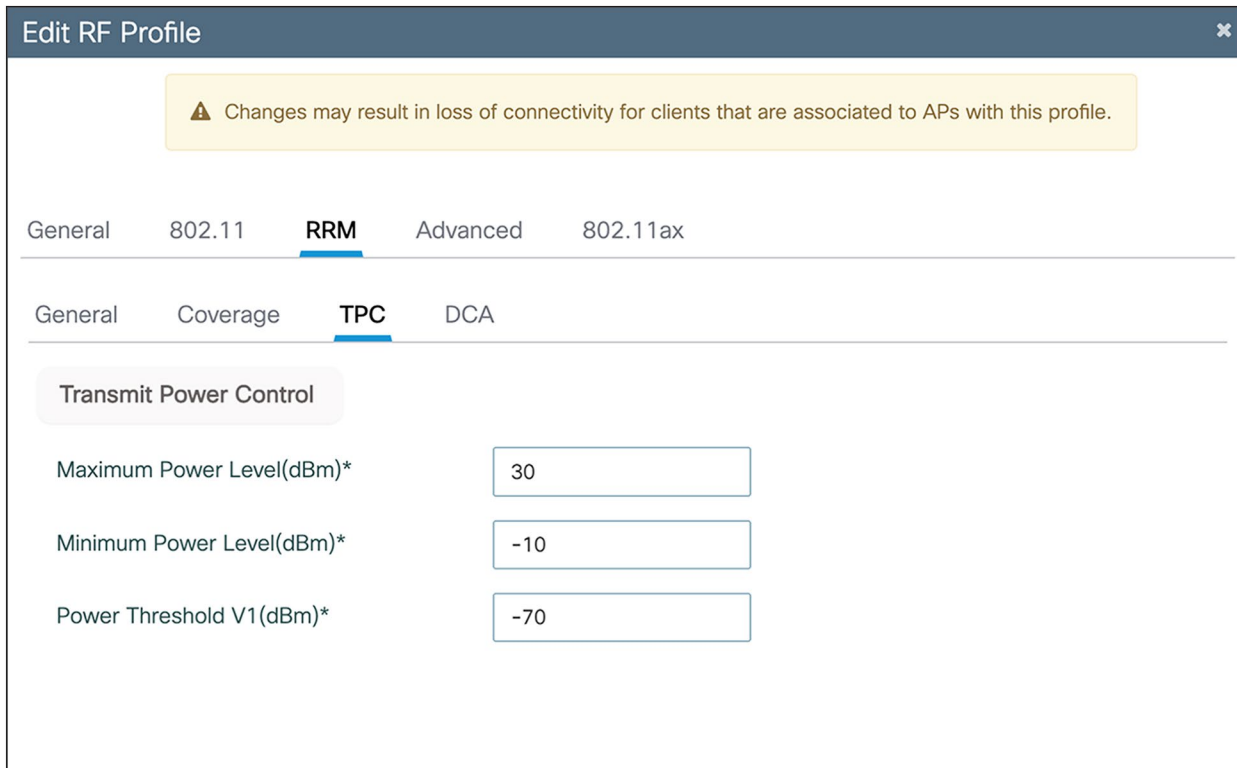 Edit RF Profile
Changes may result in loss of connectivity for clients that are associated to APs with this profile.
General 802.11 RRM Advanced 802.11ax
General Coverage TPC DCA
Transmit Power Control
Maximum Power Level(dBm)* 30
Minimum Power Level(dBm)* -10
Power Threshold V1(dBm)* -70